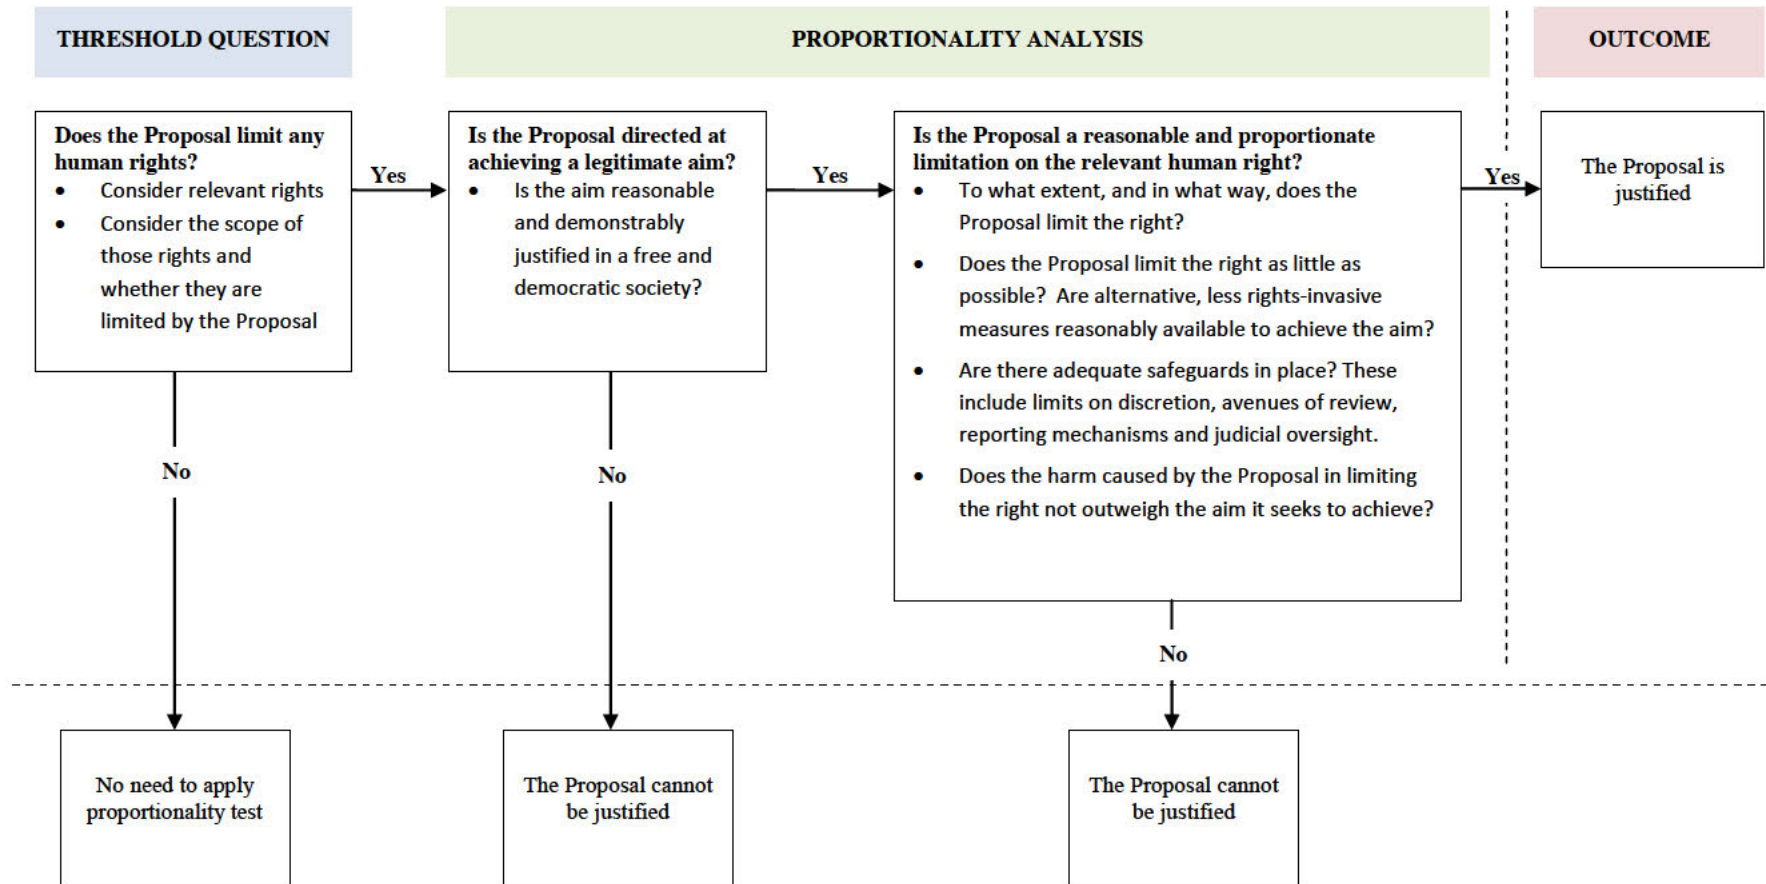 THRESHOLD QUESTION
PROPORTIONALITY ANALYSIS
OUTCOME
Does the Proposal limit any
human rights?
• Consider relevant rights
• Consider the scope of
those rights and
whether they are
limited by the Proposal
Yes
Is the Proposal directed at
achieving a legitimate aim?
• Is the aim reasonable
and demonstrably
justified in a free and
democratic society?
Yes
Is the Proposal a reasonable and proportionate
limitation on the relevant human right?
• To what extent, and in what way, does the
Proposal limit the right?
• Does the Proposal limit the right as little as
possible?  Are alternative, less rights-invasive
measures reasonably available to achieve the aim?
• Are there adequate safeguards in place? These
include limits on discretion, avenues of review,
reporting mechanisms and judicial oversight.
• Does the harm caused by the Proposal in limiting
the right not outweigh the aim it seeks to achieve?
Yes
The Proposal is
justified
No
No
No
No need to apply
proportionality test
The Proposal cannot
be justified
The Proposal cannot
be justified